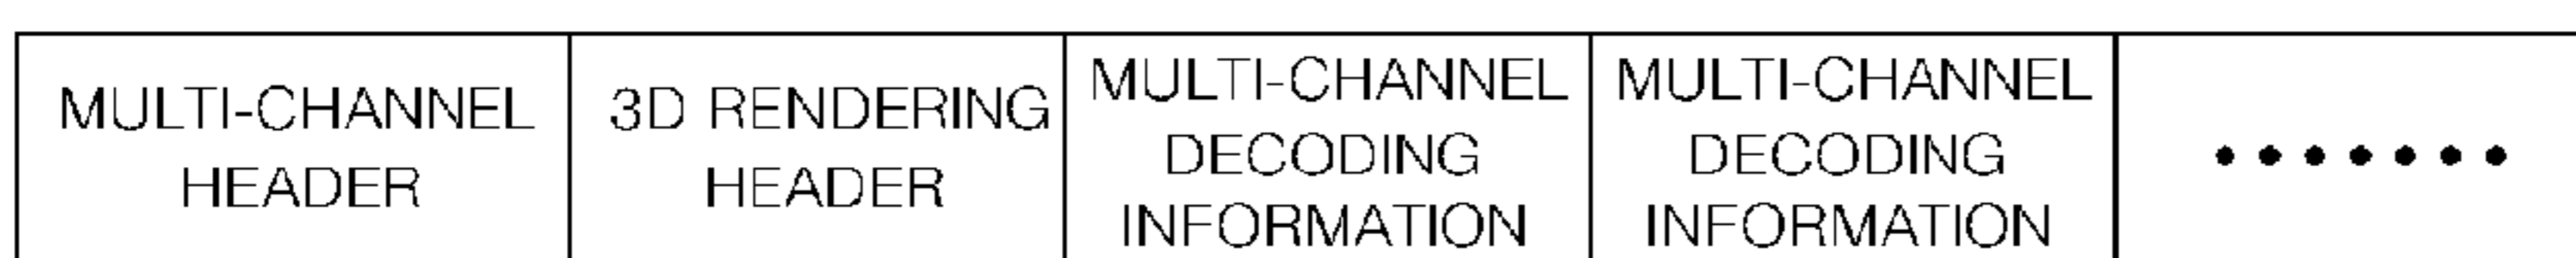 MULTI-CHANNEL
HEADER
3D RENDERING
HEADER
MULTI-CHANNEL
DECODING
INFORMATION
MULTI-CHANNEL
DECODING
INFORMATION
•••••••